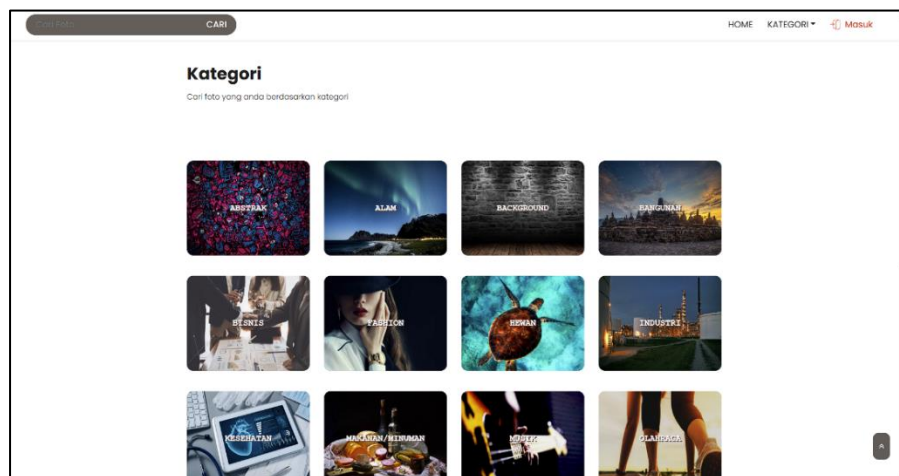 Cari Foto
CARI
HOME
KATEGORI
Masuk
Kategori
Cari foto yang anda berdasarkan kategori
ABSTRAK
ALAM
BACKGROUND
BANGUNAN
BISNIS
FASHION
HEWAN
INDUSTRI
KESEHATAN
MAKANAN/MINUMAN
MUSIK
OLAHRAGA